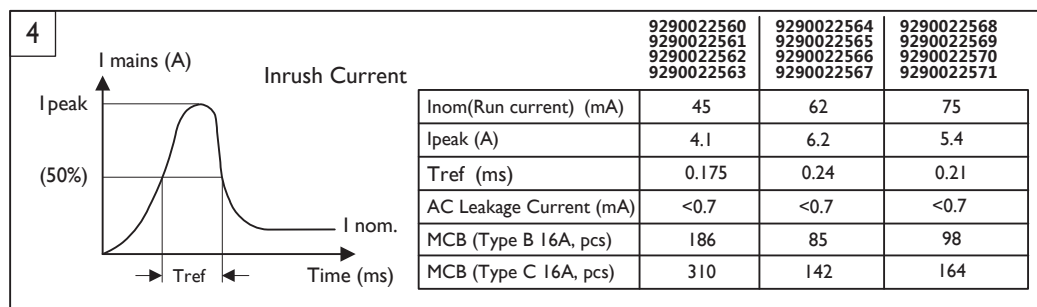 4
I mains (A)
Inrush Current
I peak
(50%)
I nom.
Tref
Time (ms)
9290022560 9290022564 9290022568
9290022561 9290022565 9290022569
9290022562 9290022566 9290022570
9290022563 9290022567 9290022571
Inom(Run current) (mA) 45 62 75
Ipeak (A) 4.1 6.2 5.4
Tref (ms) 0.175 0.24 0.21
AC Leakage Current (mA) <0.7 <0.7 <0.7
MCB (Type B 16A, pcs) 186 85 98
MCB (Type C 16A, pcs) 310 142 164